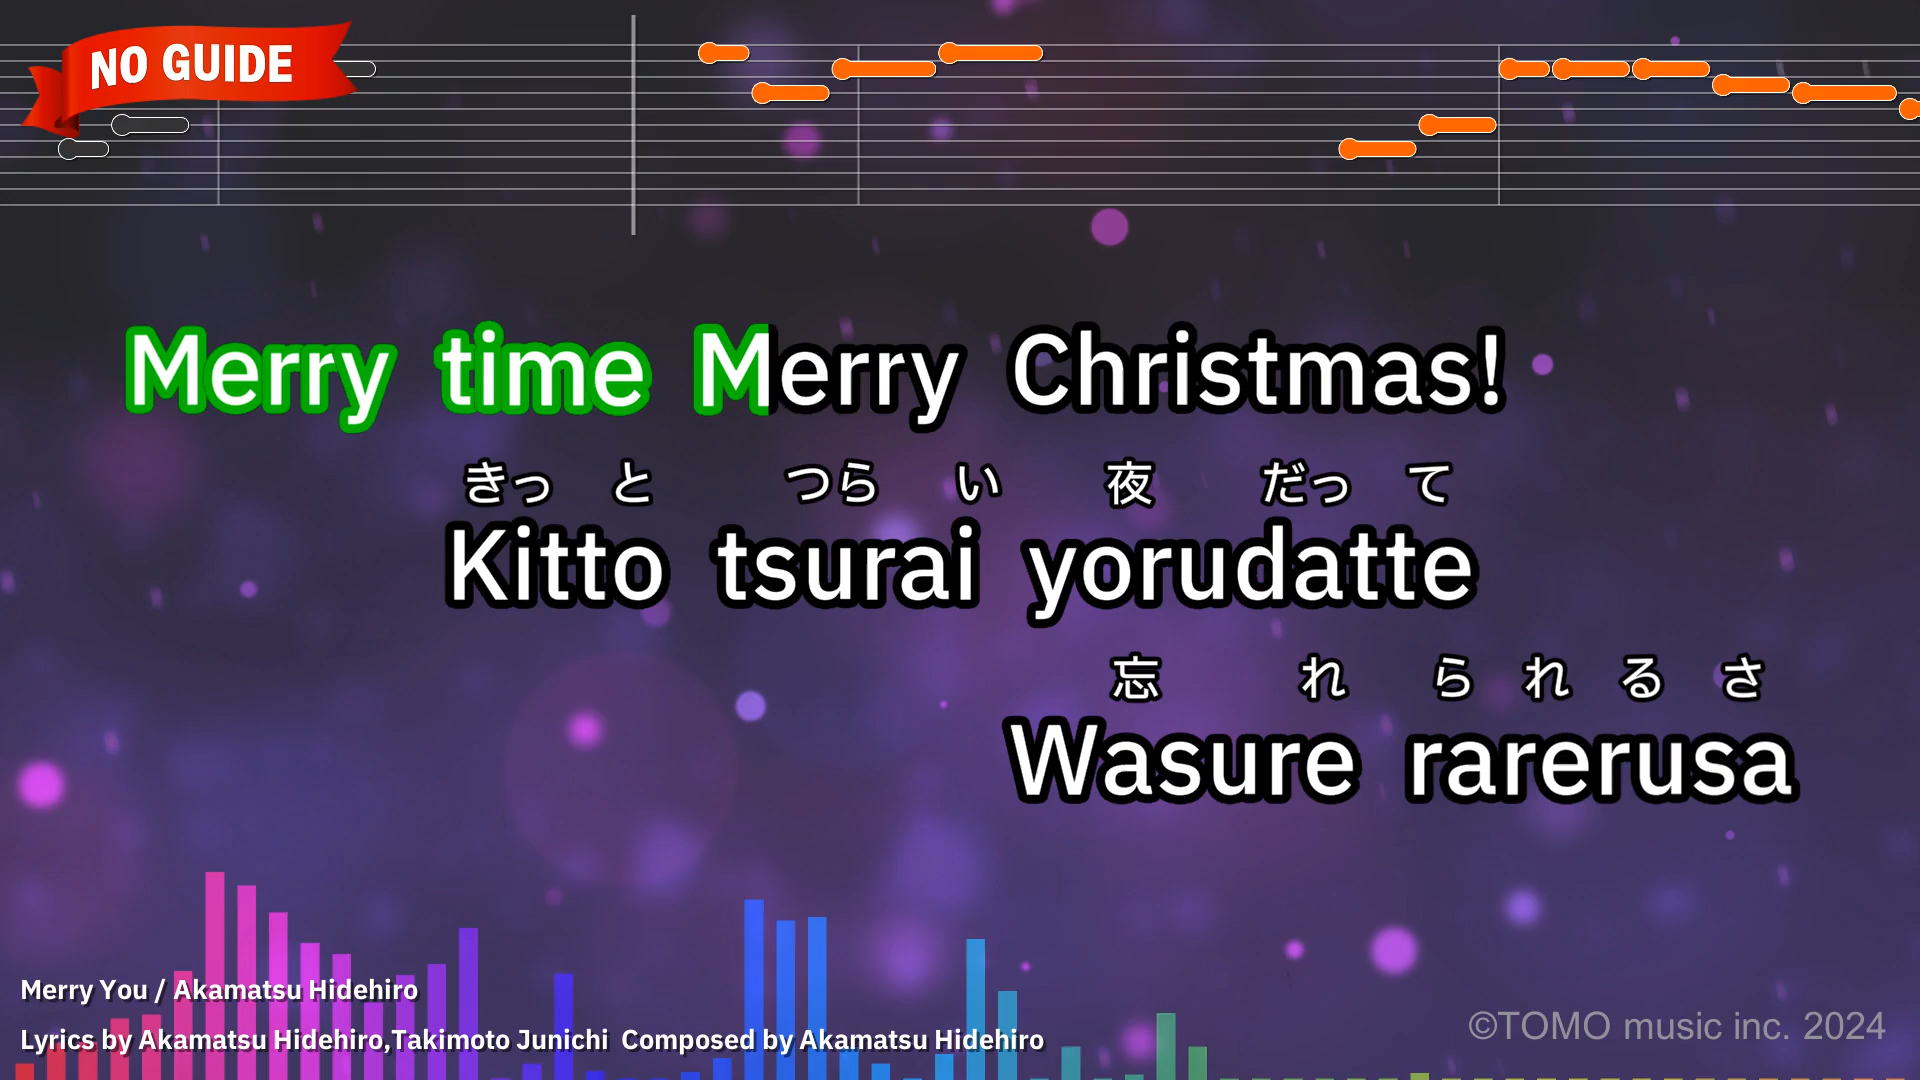 NO GUIDE
Merry time Merry Christmas!
きっ と つら い 夜 だっ て
Kitto tsurai yorudatte
忘 れ ら れ る さ
Wasure rarerusa
Merry You / Akamatsu Hidehiro
Lyrics by Akamatsu Hidehiro,Takimoto Junichi Composed by Akamatsu Hidehiro
©TOMO music inc. 2024